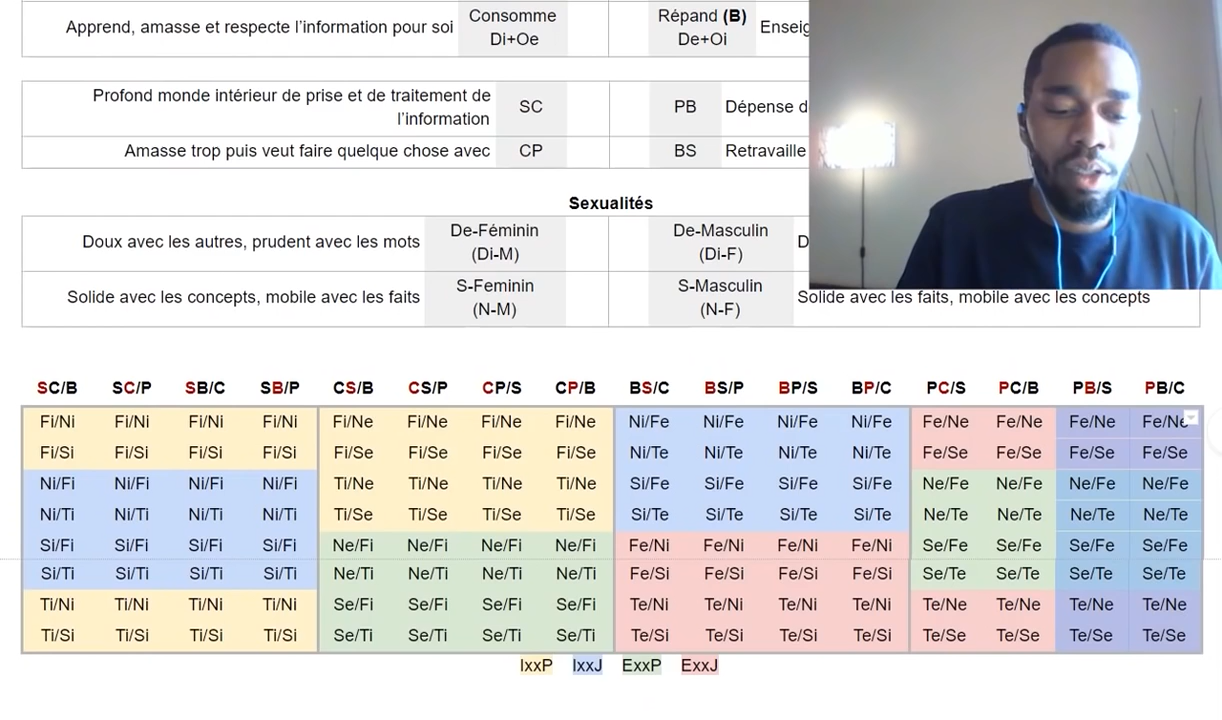 Apprend, amasse et respecte l'information pour soi
Consomme
Di+Oe
Répand (B)
De+Oi
Profond monde intérieur de prise et de traitement de
l'information
SC
PB
Dépense d
Amasse trop puis veut faire quelque chose avec
CP
BS
Retravaille
Sexualités
Doux avec les autres, prudent avec les mots
De-Féminin
(Di-M)
De-Masculin
(Di-F)
D
Solide avec les concepts, mobile avec les faits
S-Feminin
(N-M)
S-Masculin
(N-F)
Solide avec les faits, mobile avec les concepts
SC/B SC/P SB/C SB/P CS/B CS/P CP/S CP/B BS/C BS/P BP/S BP/C PC/S PC/B PB/S PB/C
Fi/Ni Fi/Ni Fi/Ni Fi/Ni Fi/Ne Fi/Ne Fi/Ne Fi/Ne Ni/Fe Ni/Fe Ni/Fe Ni/Fe Fe/Ne Fe/Ne Fe/Ne Fe/Ne
Fi/Si Fi/Si Fi/Si Fi/Si Fi/Se Fi/Se Fi/Se Fi/Se Ni/Te Ni/Te Ni/Te Ni/Te Fe/Se Fe/Se Fe/Se Fe/Se
Ni/Fi Ni/Fi Ni/Fi Ni/Fi Ti/Ne Ti/Ne Ti/Ne Ti/Ne Si/Fe Si/Fe Si/Fe Si/Fe Ne/Fe Ne/Fe Ne/Fe Ne/Fe
Ni/Ti Ni/Ti Ni/Ti Ni/Ti Ti/Se Ti/Se Ti/Se Ti/Se Si/Te Si/Te Si/Te Si/Te Ne/Te Ne/Te Ne/Te Ne/Te
Si/Fi Si/Fi Si/Fi Si/Fi Ne/Fi Ne/Fi Ne/Fi Ne/Fi Fe/Ni Fe/Ni Fe/Ni Fe/Ni Se/Fe Se/Fe Se/Fe Se/Fe
Si/Ti Si/Ti Si/Ti Si/Ti Ne/Ti Ne/Ti Ne/Ti Ne/Ti Fe/Si Fe/Si Fe/Si Fe/Si Se/Te Se/Te Se/Te Se/Te
Ti/Ni Ti/Ni Ti/Ni Ti/Ni Se/Fi Se/Fi Se/Fi Se/Fi Te/Ni Te/Ni Te/Ni Te/Ni Te/Ne Te/Ne Te/Ne Te/Ne
Ti/Si Ti/Si Ti/Si Ti/Si Se/Ti Se/Ti Se/Ti Se/Ti Te/Si Te/Si Te/Si Te/Si Te/Se Te/Se Te/Se Te/Se
IxxP IxxJ ExxP ExxJ